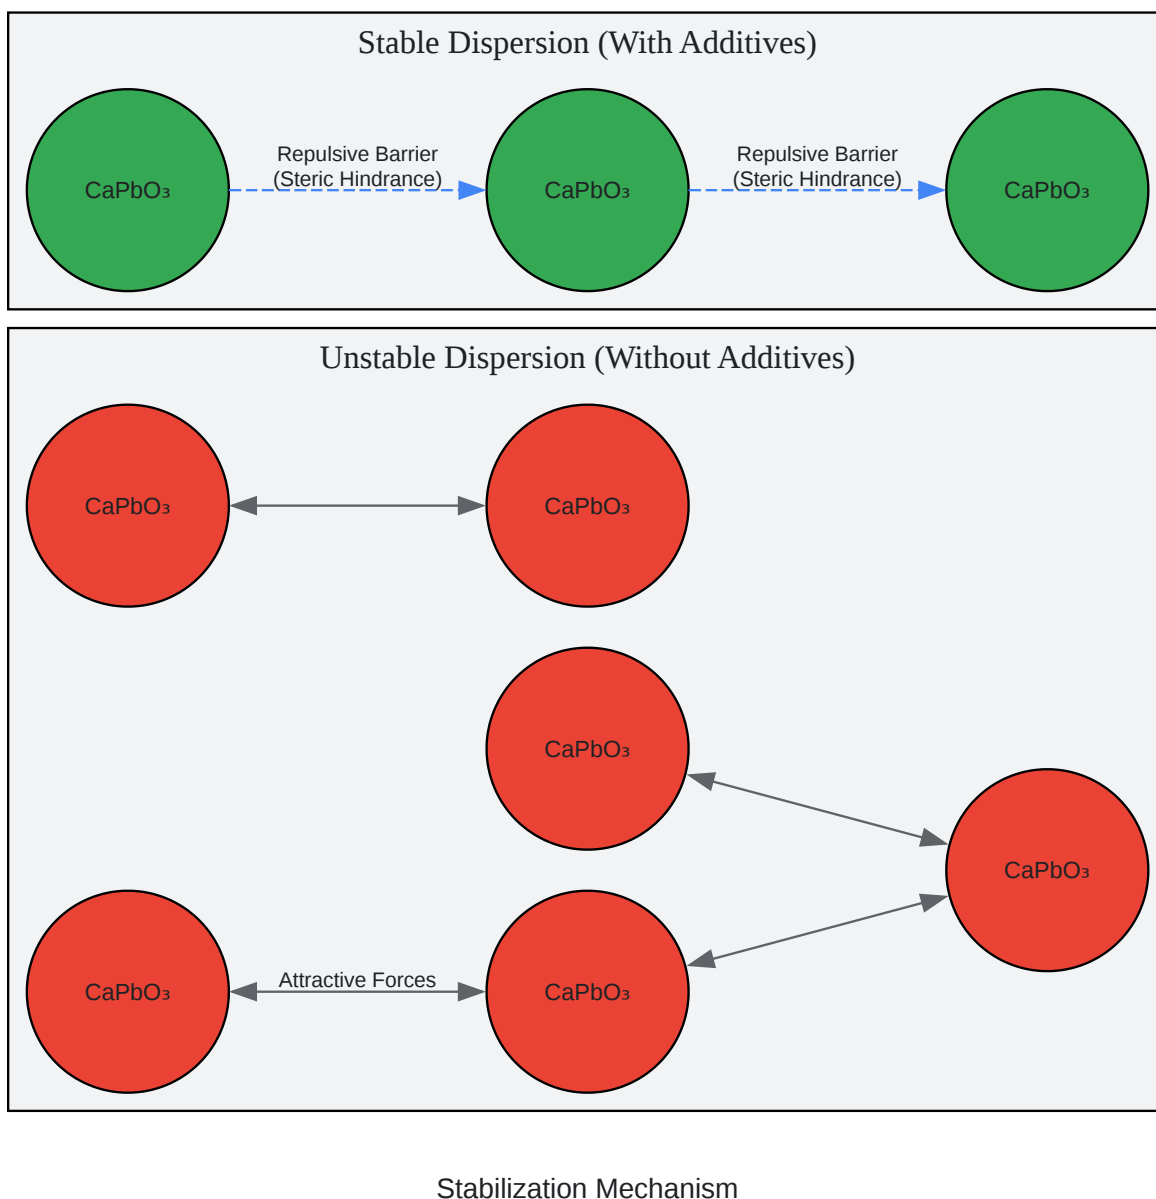 Stable Dispersion (With Additives)
CaPbO₃
Repulsive Barrier
(Steric Hindrance)
CaPbO₃
Repulsive Barrier
(Steric Hindrance)
CaPbO₃
Unstable Dispersion (Without Additives)
CaPbO₃
CaPbO₃
CaPbO₃
CaPbO₃
CaPbO₃
Attractive Forces
CaPbO₃
Stabilization Mechanism